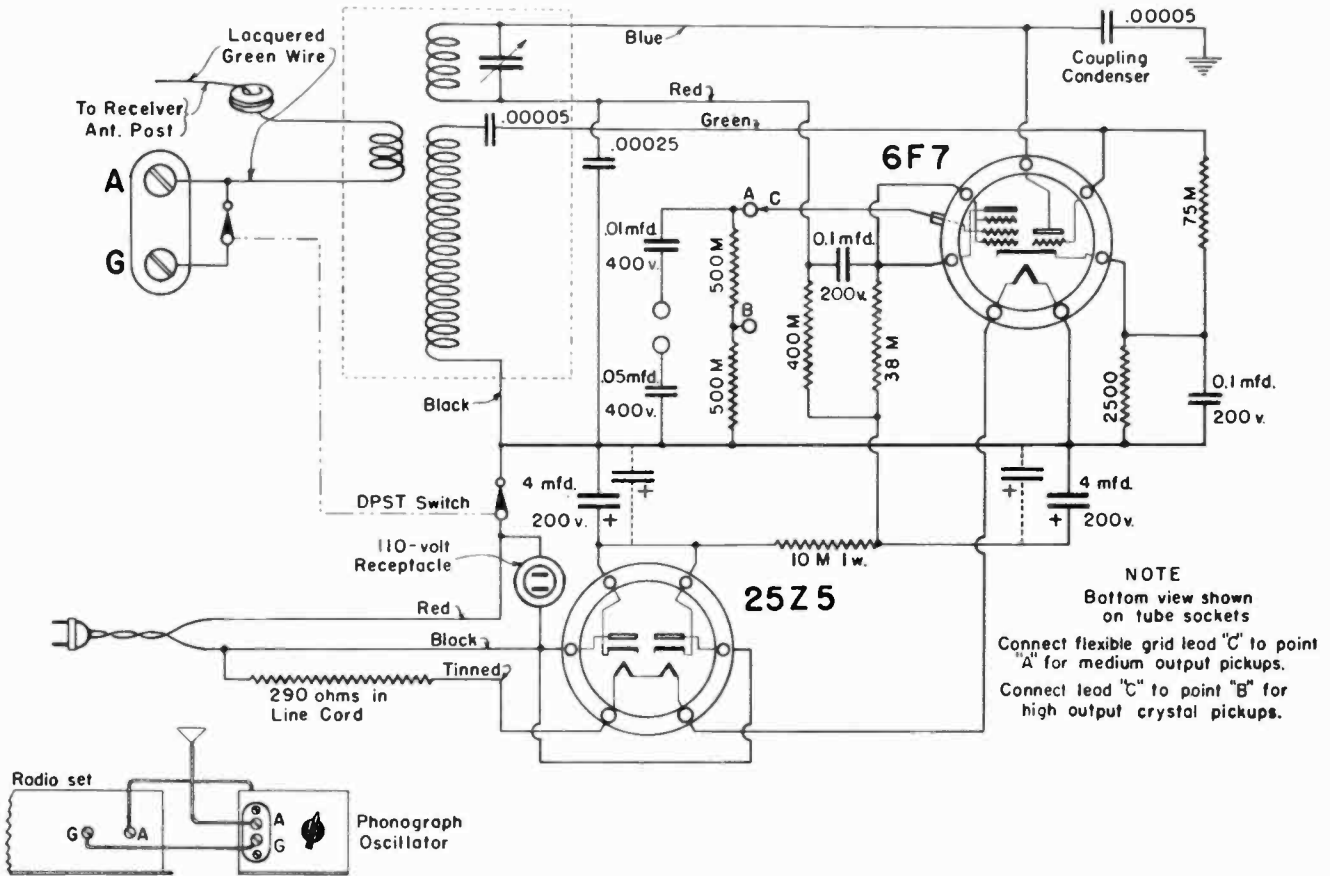 Lacquered
Green Wire
To Receiver
Ant. Post
A
G
Blue
.00005
Coupling
Condenser
Red
Green
.00005
.00025
6F7
A
C
.01mfd.
400 v.
500 M
B
500 M
.05mfd.
400 v.
0.1 mfd.
200 v.
400 M
38 M
75 M
2500
0.1 mfd.
200 v.
Black
DPST Switch
4 mfd.
200 v.
+
+
+
+
4 mfd.
200 v.
110-volt
Receptacle
10 M 1 w.
25Z5
Red
Black
Tinned
290 ohms in
Line Cord
NOTE
Bottom view shown
on tube sockets
Connect flexible grid lead "C" to point
"A" for medium output pickups.
Connect lead "C" to point "B" for
high output crystal pickups.
Radio set
G
A
A
G
Phonograph
Oscillator